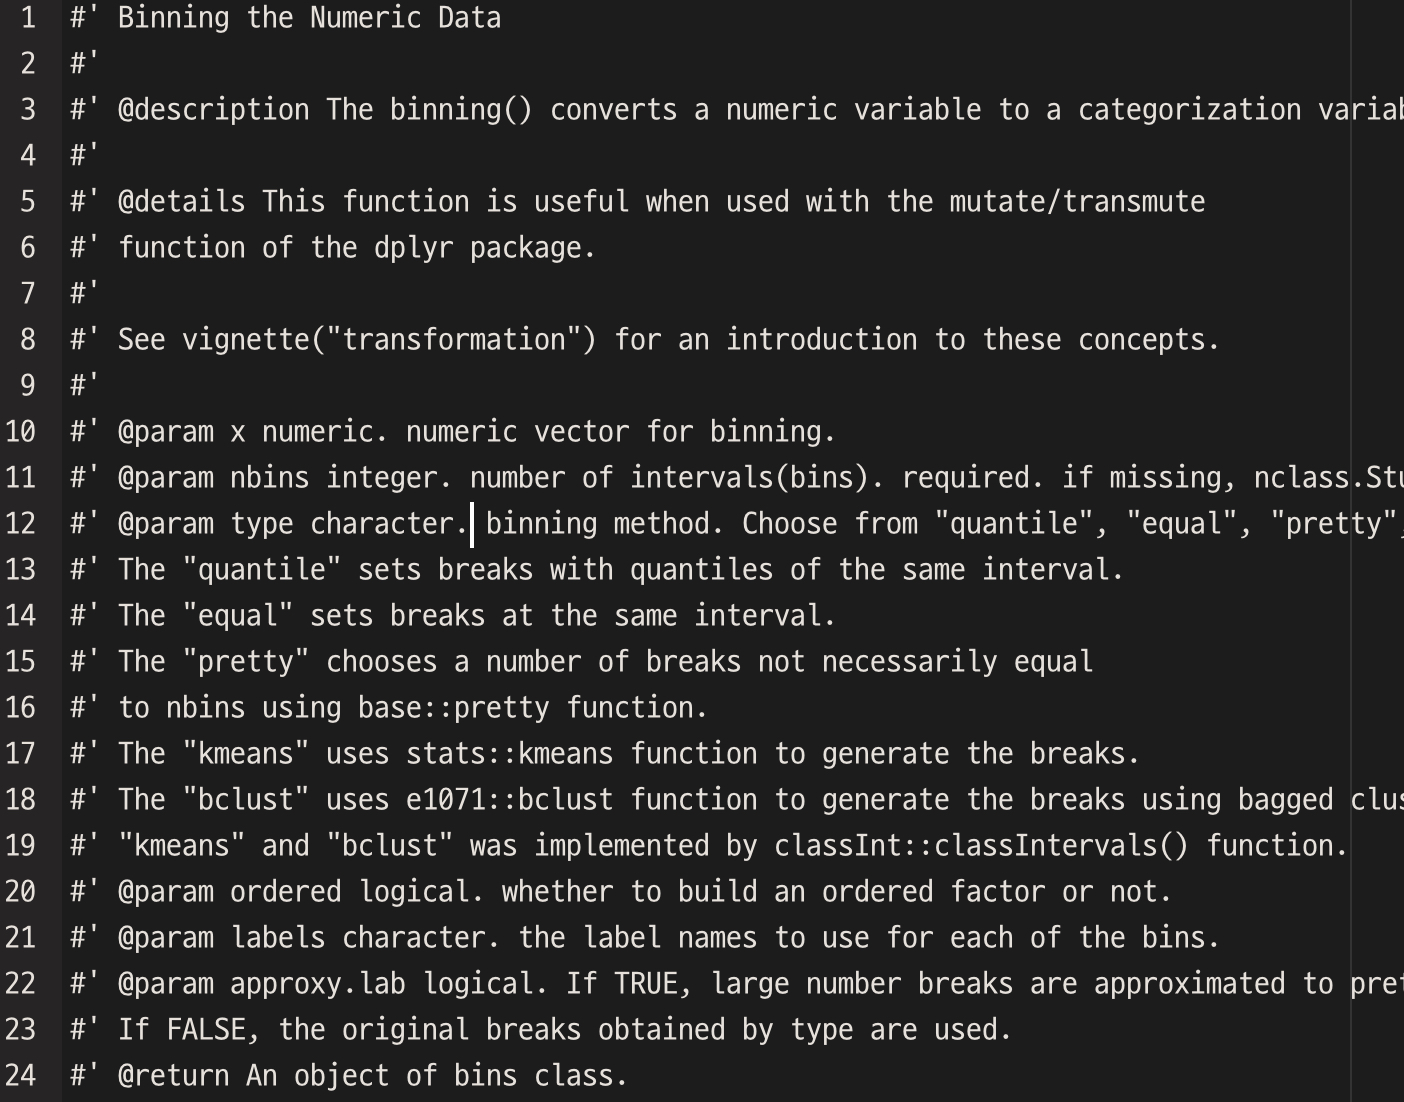 1 #' Binning the Numeric Data
2 #'
3 #' @description The binning() converts a numeric variable to a categorization
4 #'
5 #' @details This function is useful when used with the mutate/transmute
6 #' function of the dplyr package.
7 #'
8 #' See vignette("transformation") for an introduction to these concepts.
9 #'
10 #' @param x numeric. numeric vector for binning.
11 #' @param nbins integer. number of intervals(bins). required. if missing,
12 #' @param type character. binning method. Choose from "quantile", "equal", "pretty",
13 #' The "quantile" sets breaks with quantiles of the same interval.
14 #' The "equal" sets breaks at the same interval.
15 #' The "pretty" chooses a number of breaks not necessarily equal
16 #' to nbins using base::pretty function.
17 #' The "kmeans" uses stats::kmeans function to generate the breaks.
18 #' The "bclust" uses e1071::bclust function to generate the breaks using bagged
19 #' "kmeans" and "bclust" was implemented by classInt::classIntervals() function.
20 #' @param ordered logical. whether to build an ordered factor or not.
21 #' @param labels character. the label names to use for each of the bins.
22 #' @param approxy.lab logical. If TRUE, large number breaks are approximated to
23 #' If FALSE, the original breaks obtained by type are used.
24 #' @return An object of bins class.